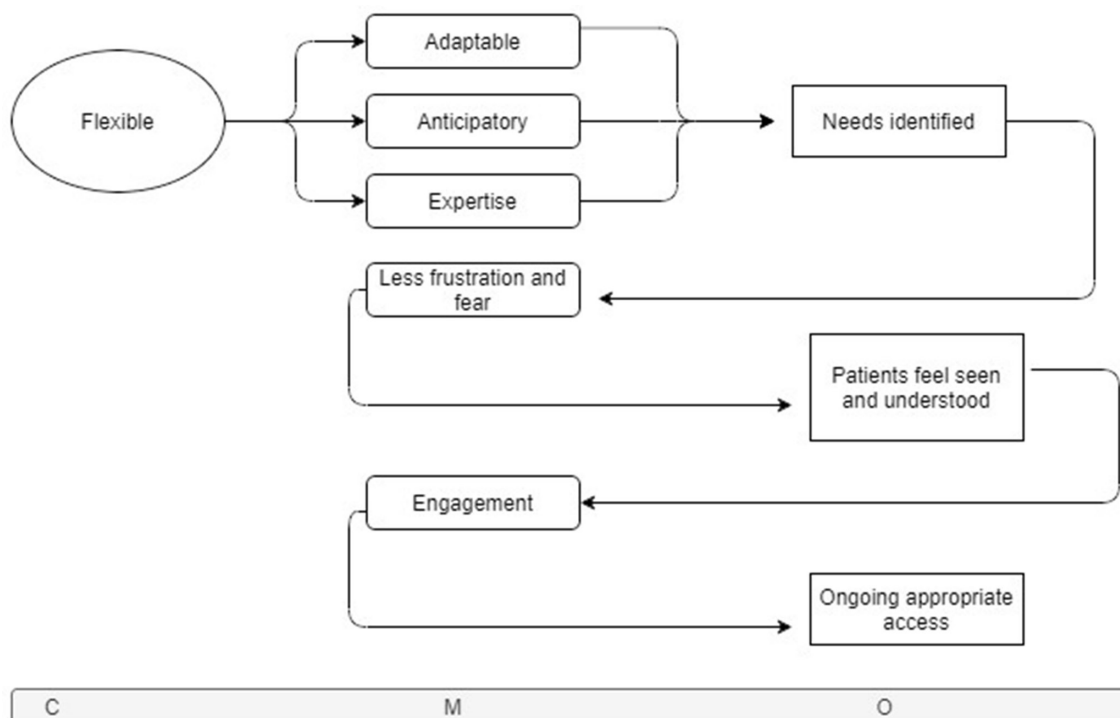 Flexible
Adaptable
Anticipatory
Expertise
Needs identified
Less frustration and
fear
Patients feel seen
and understood
Engagement
Ongoing appropriate
access
C
M
O